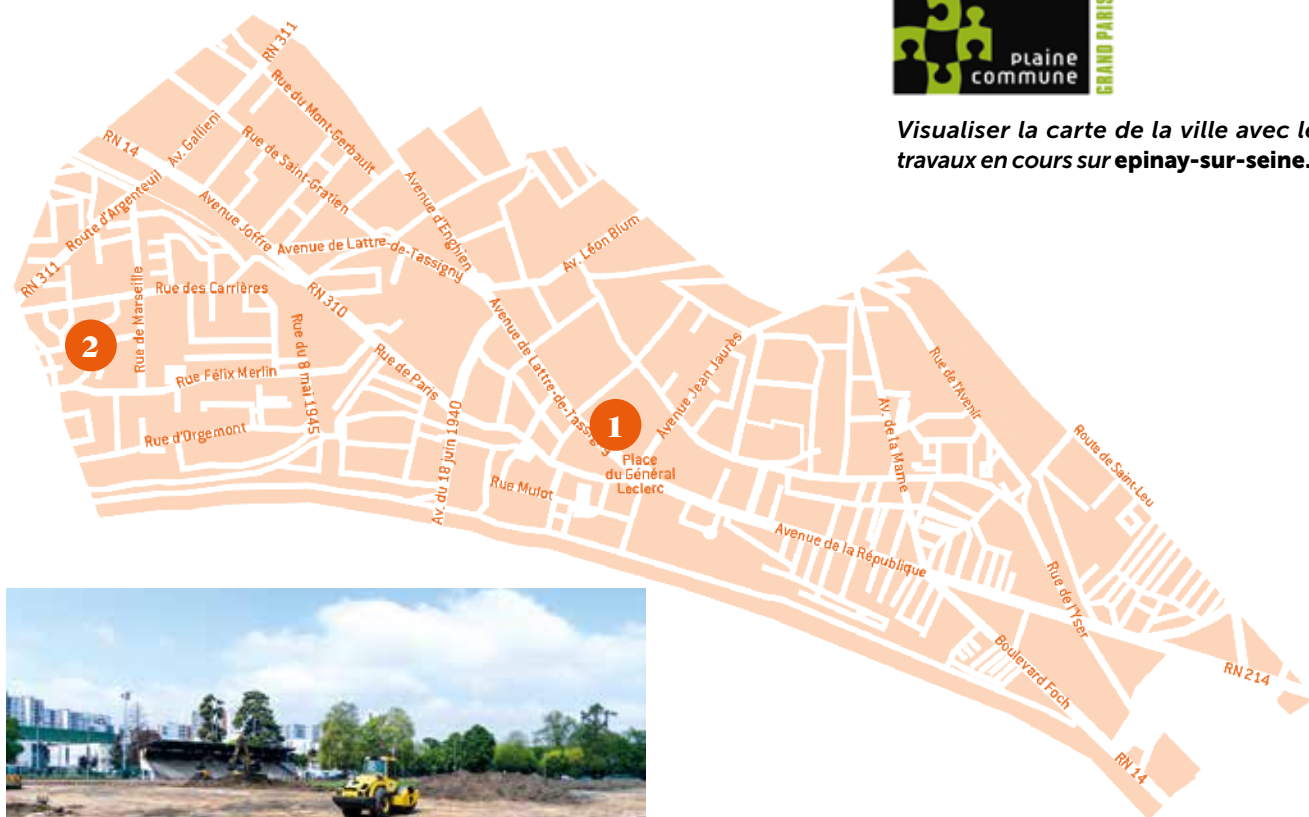 PLaine
commune
GRAND PARIS
Visualiser la carte de la ville avec le
travaux en cours sur epinay-sur-seine.
RN 311
Rue du Mont-Gerbault
RN 14
Av. Gallieni
Rue de Saint-Gratien
Avenue d'Enghien
Route d'Argenteuil
Avenue Joffre
Avenue de Lattre-de-Tassigny
Av. Léon Blum
RN 311
Rue de Marseille
Rue des Carrières
RN 310
2
Rue du 8 mai 1945
Rue Félix Merlin
Rue de Paris
Avenue de Lattre-de-Tassigny
Avenue Jean Jaurès
Rue de l'Avenir
Rue d'Orgemont
Av. du 18 juin 1940
1
Place
du Général
Leclerc
Rue Mulot
Av. de la Marne
Route de Saint-Leu
Avenue de la République
Rue de l'Yser
Boulevard Foch
RN 214
RN 14